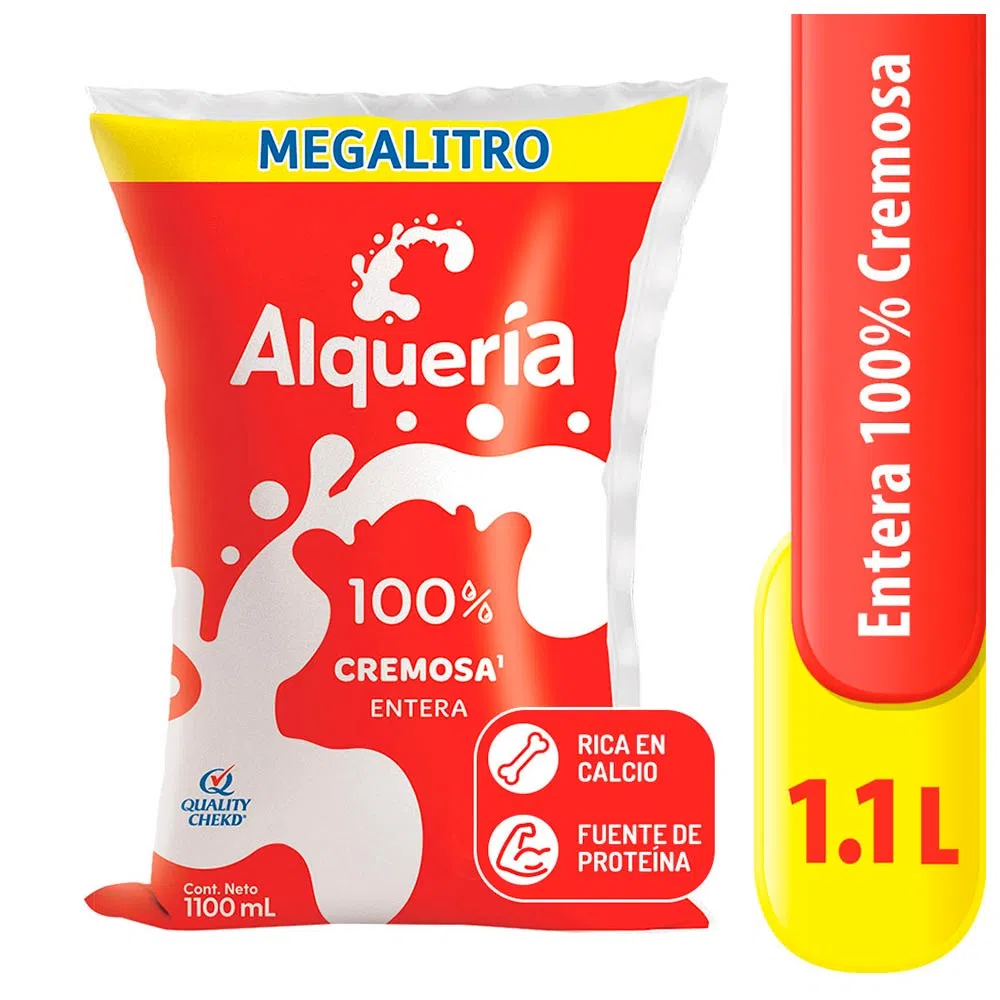 MEGALITRO
Alquería
100%
CREMOSA¹
ENTERA
RICA EN
CALCIO
FUENTE DE
PROTEÍNA
QUALITY
CHEKD®
Cont. Neto
1100 mL
Entera 100% Cremosa
1.1 L